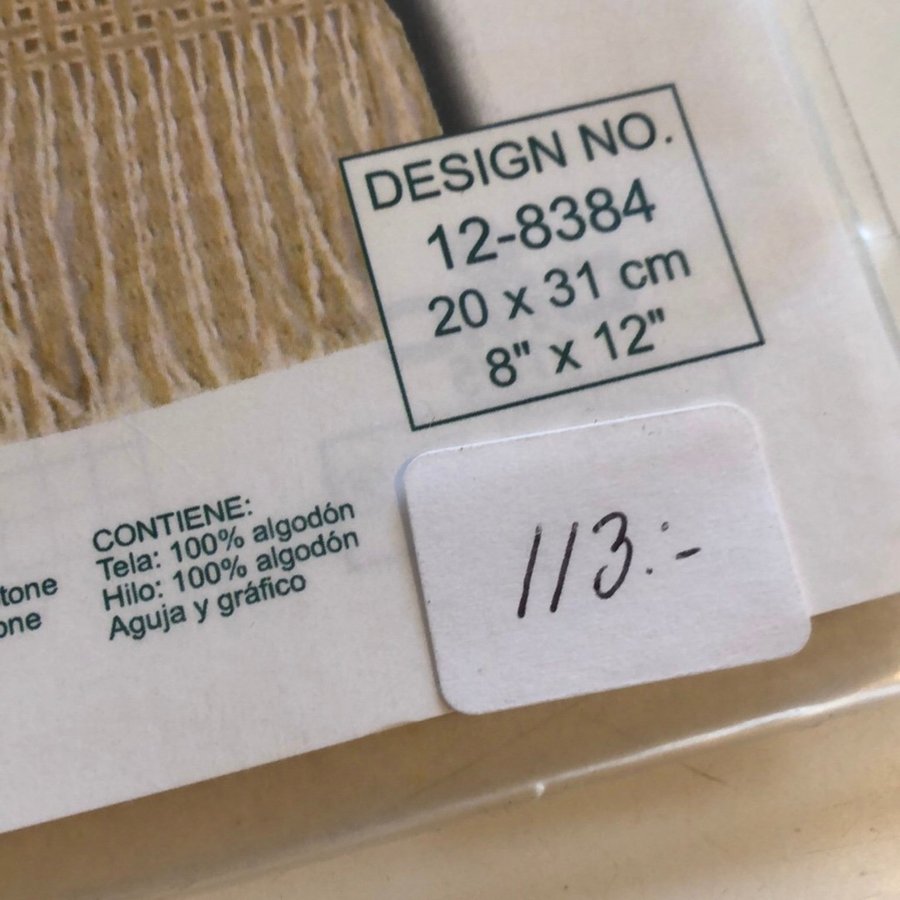 DESIGN NO.
12-8384
20 x 31 cm
8" x 12"
CONTIENE:
Tela: 100% algodón
Hilo: 100% algodón
Aguja y gráfico
113:-